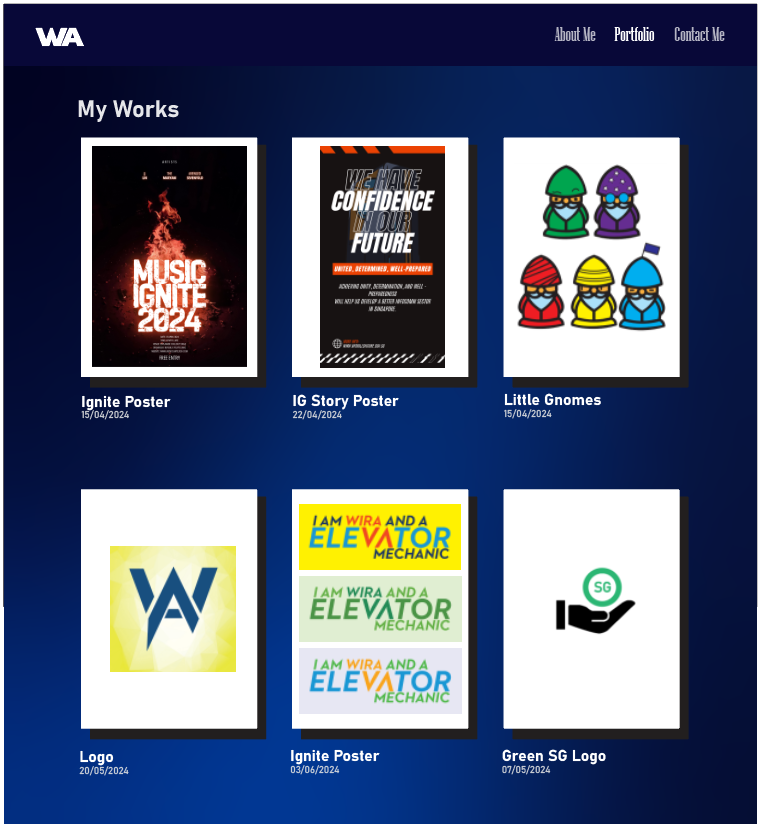 WA
About Me
Portfolio
Contact Me
My Works
MUSIC
IGNITE
2024
FREE ENTRY
WE HAVE
CONFIDENCE
IN OUR
FUTURE
UNITED, DETERMINED, WELL-PREPARED
ACHIEVING UNITY, DETERMINATION, AND WELL -
PREPAREDNESS
WILL HELP US DEVELOP A BETTER INFOCOMM SECTOR
IN SINGAPORE.
Ignite Poster
15/04/2024
IG Story Poster
22/04/2024
Little Gnomes
15/04/2024
WA
I AM WIRA AND A
ELEVATOR
MECHANIC
I AM WIRA AND A
ELEVATOR
MECHANIC
I AM WIRA AND A
ELEVATOR
MECHANIC
SG
Logo
20/05/2024
Ignite Poster
03/06/2024
Green SG Logo
07/05/2024